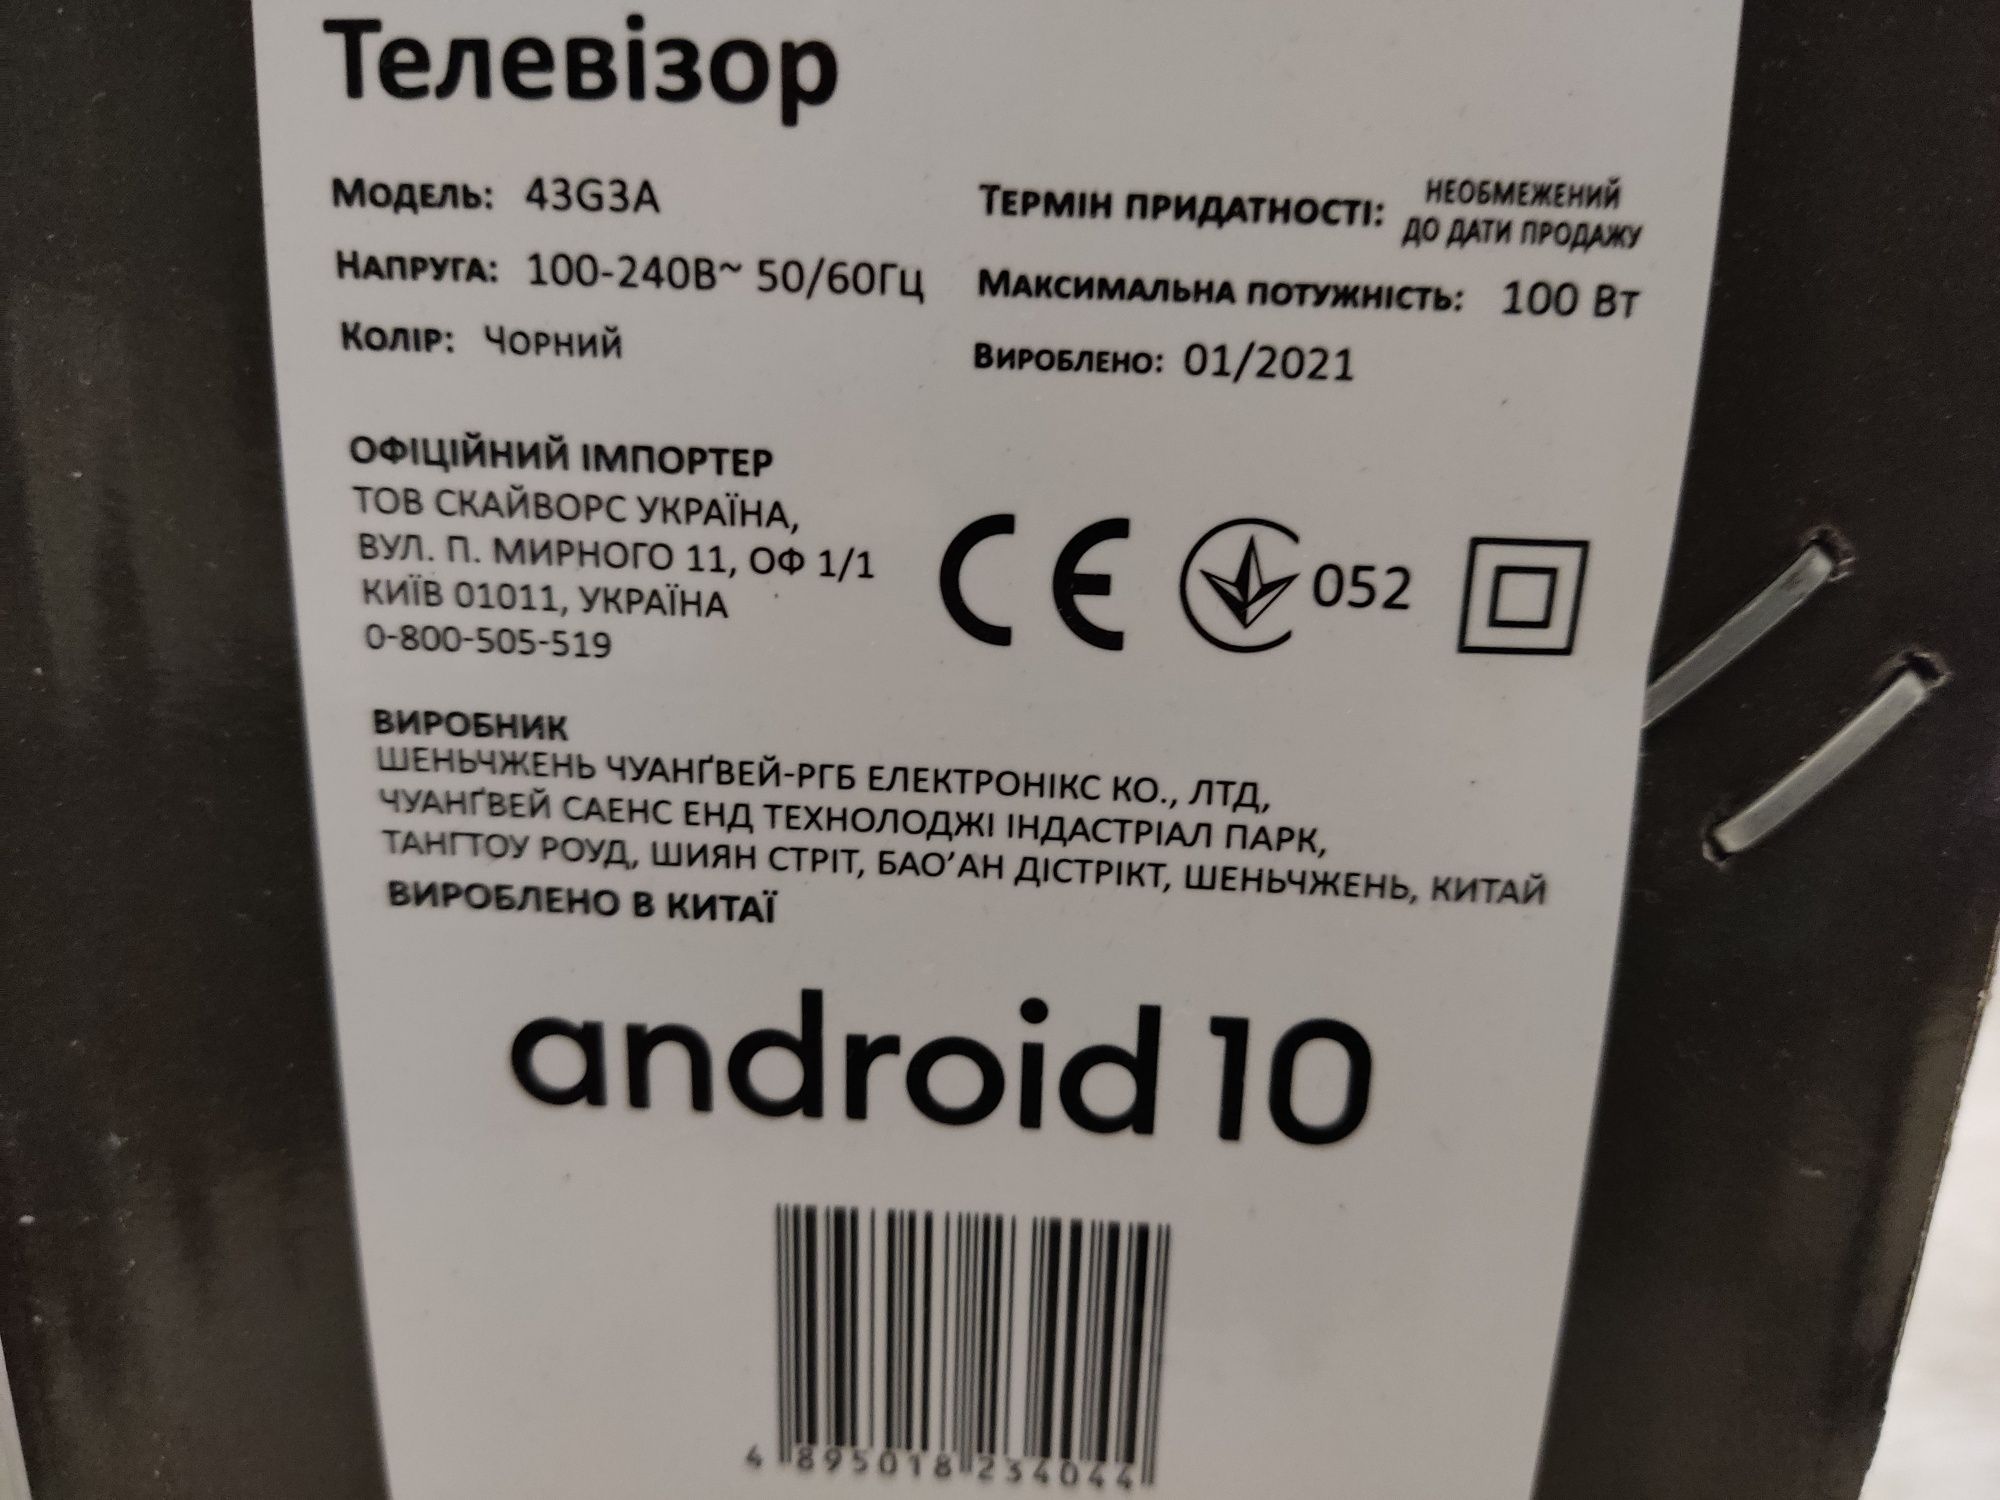 Телевізор
Модель: 43G3A
Напруга: 100-240В~ 50/60Гц
Колір: Чорний
Термін придатності: НЕОБМЕЖЕНИЙ
ДО ДАТИ ПРОДАЖУ
Максимальна потужність: 100 Вт
Вироблено: 01/2021
ОФІЦІЙНИЙ ІМПОРТЕР
ТОВ СКАЙВОРС УКРАЇНА,
ВУЛ. П. МИРНОГО 11, ОФ 1/1
КИЇВ 01011, УКРАЇНА
0-800-505-519
CE 052
ВИРОБНИК
ШЕНЬЧЖЕНЬ ЧУАНҐВЕЙ-РГБ ЕЛЕКТРОНІКС КО., ЛТД,
ЧУАНҐВЕЙ САЕНС ЕНД ТЕХНОЛОДЖІ ІНДАСТРІАЛ ПАРК,
ТАНГТОУ РОУД, ШИЯН СТРІТ, БАО’АН ДІСТРІКТ, ШЕНЬЧЖЕНЬ, КИТАЙ
ВИРОБЛЕНО В КИТАЇ
android 10
4 895018 234044